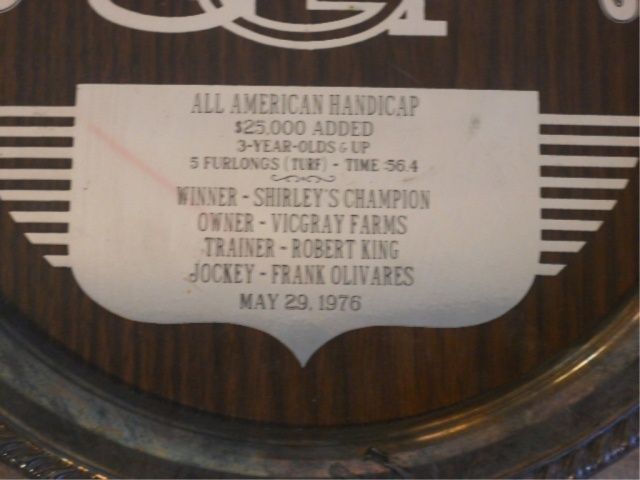 ALL AMERICAN HANDICAP
$25,000 ADDED
3-YEAR-OLDS & UP
5 FURLONGS (TURF) - TIME :56.4
WINNER - SHIRLEY'S CHAMPION
OWNER - VICGRAY FARMS
TRAINER - ROBERT KING
JOCKEY - FRANK OLIVARES
MAY 29, 1976